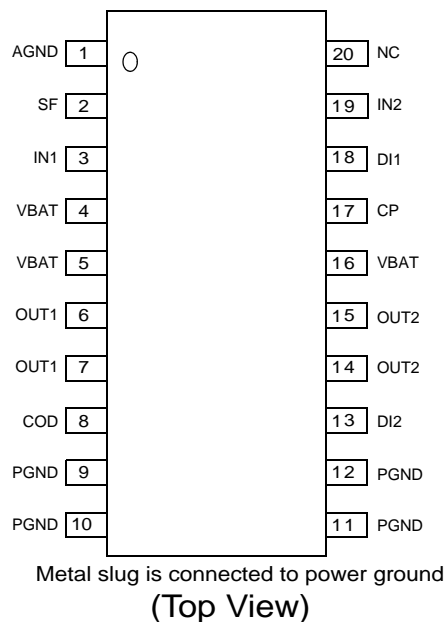 AGND 1 20 NC
SF 2 19 IN2
IN1 3 18 DI1
VBAT 4 17 CP
VBAT 5 16 VBAT
OUT1 6 15 OUT2
OUT1 7 14 OUT2
COD 8 13 DI2
PGND 9 12 PGND
PGND 10 11 PGND
Metal slug is connected to power ground
(Top View)